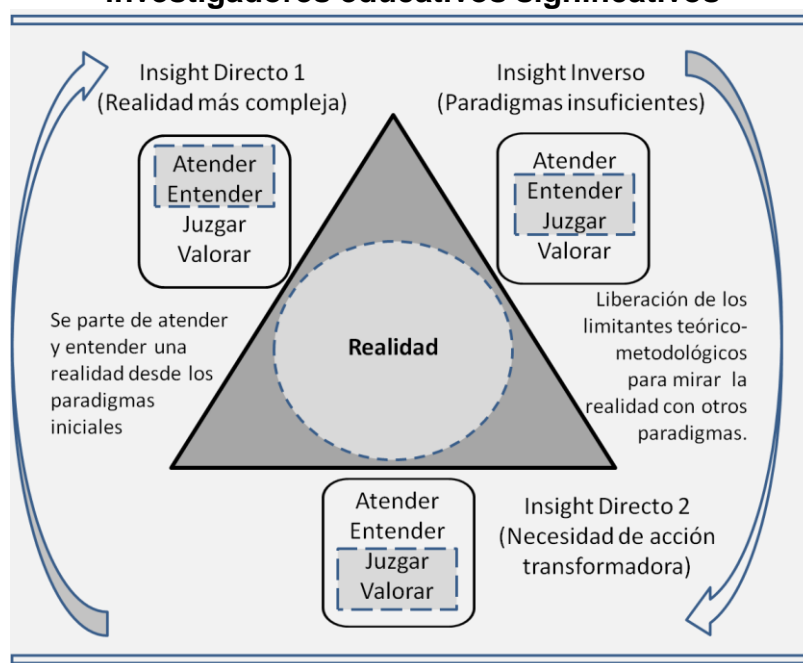 investigadores educativos significativos
Insight Directo 1
(Realidad más compleja)
Insight Inverso
(Paradigmas insuficientes)
Atender
Entender
Juzgar
Valorar
Atender
Entender
Juzgar
Valorar
Se parte de atender
y entender una
realidad desde los
paradigmas
iniciales
Realidad
Liberación de los
limitantes teórico-
metodológicos
para mirar la
realidad con otros
paradigmas.
Atender
Entender
Juzgar
Valorar
Insight Directo 2
(Necesidad de acción
transformadora)